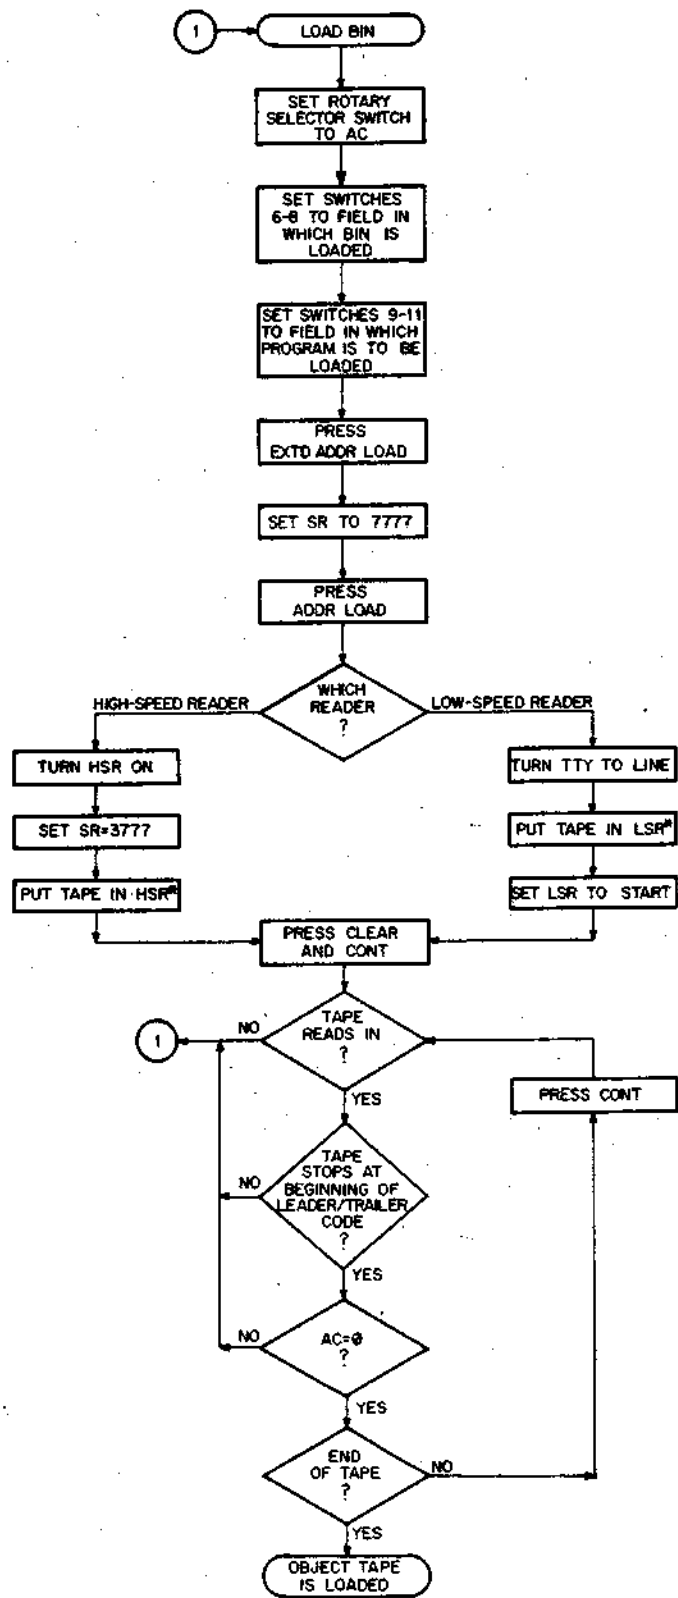 1
LOAD BIN
SET ROTARY
SELECTOR SWITCH
TO AC
SET SWITCHES
6-8 TO FIELD IN
WHICH BIN IS
LOADED
SET SWITCHES 9-11
TO FIELD IN WHICH
PROGRAM IS TO BE
LOADED
PRESS
EXTD ADDR LOAD
SET SR TO 7777
PRESS
ADDR LOAD
WHICH
READER
?
HIGH-SPEED READER
LOW-SPEED READER
TURN HSR ON
SET SR=3777
PUT TAPE IN HSR*
TURN TTY TO LINE
PUT TAPE IN LSR*
SET LSR TO START
PRESS CLEAR
AND CONT
TAPE
READS IN
?
NO
1
YES
PRESS CONT
TAPE
STOPS AT
BEGINNING OF
LEADER/TRAILER
CODE
?
NO
YES
AC=0
?
NO
YES
END
OF TAPE
?
NO
YES
OBJECT TAPE
IS LOADED